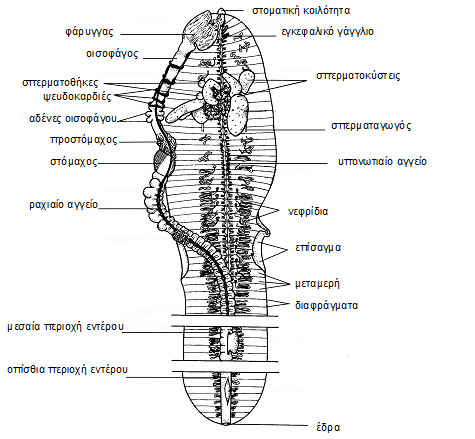 στοματική κοιλότητα
φάρυγγας
εγκεφαλικό γάγγλιο
οισοφάγος
σπερματοθήκες
σπερματοκύστεις
ψευδοκαρδιές
αδένες οισοφάγου
σπερματαγωγός
προστόμαχος
στόμαχος
υπονωτιαίο αγγείο
ραχιαίο αγγείο
νεφρίδια
επίσαγμα
μεταμερή
διαφράγματα
μεσαία περιοχή εντέρου
οπίσθια περιοχή εντέρου
έδρα